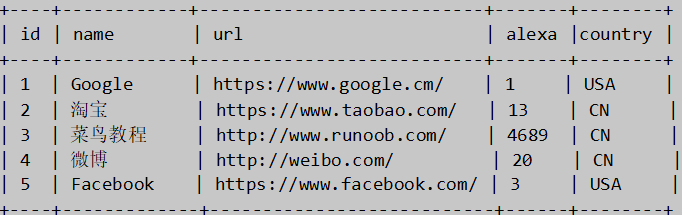 +----+------------+---------------------------+-------+---------+
| id | name       | url                       | alexa |country |
+----+------------+---------------------------+-------+---------+
| 1 | Google | https://www.google.cm/ | 1 | USA |
| 2 | 淘宝 | https://www.taobao.com/ | 13 | CN |
| 3 | 菜鸟教程 | http://www.runoob.com/ | 4689 | CN |
| 4 | 微博 | http://weibo.com/ | 20 | CN |
| 5 | Facebook | https://www.facebook.com/ | 3 | USA |
+----+------------+---------------------------+-------+---------+